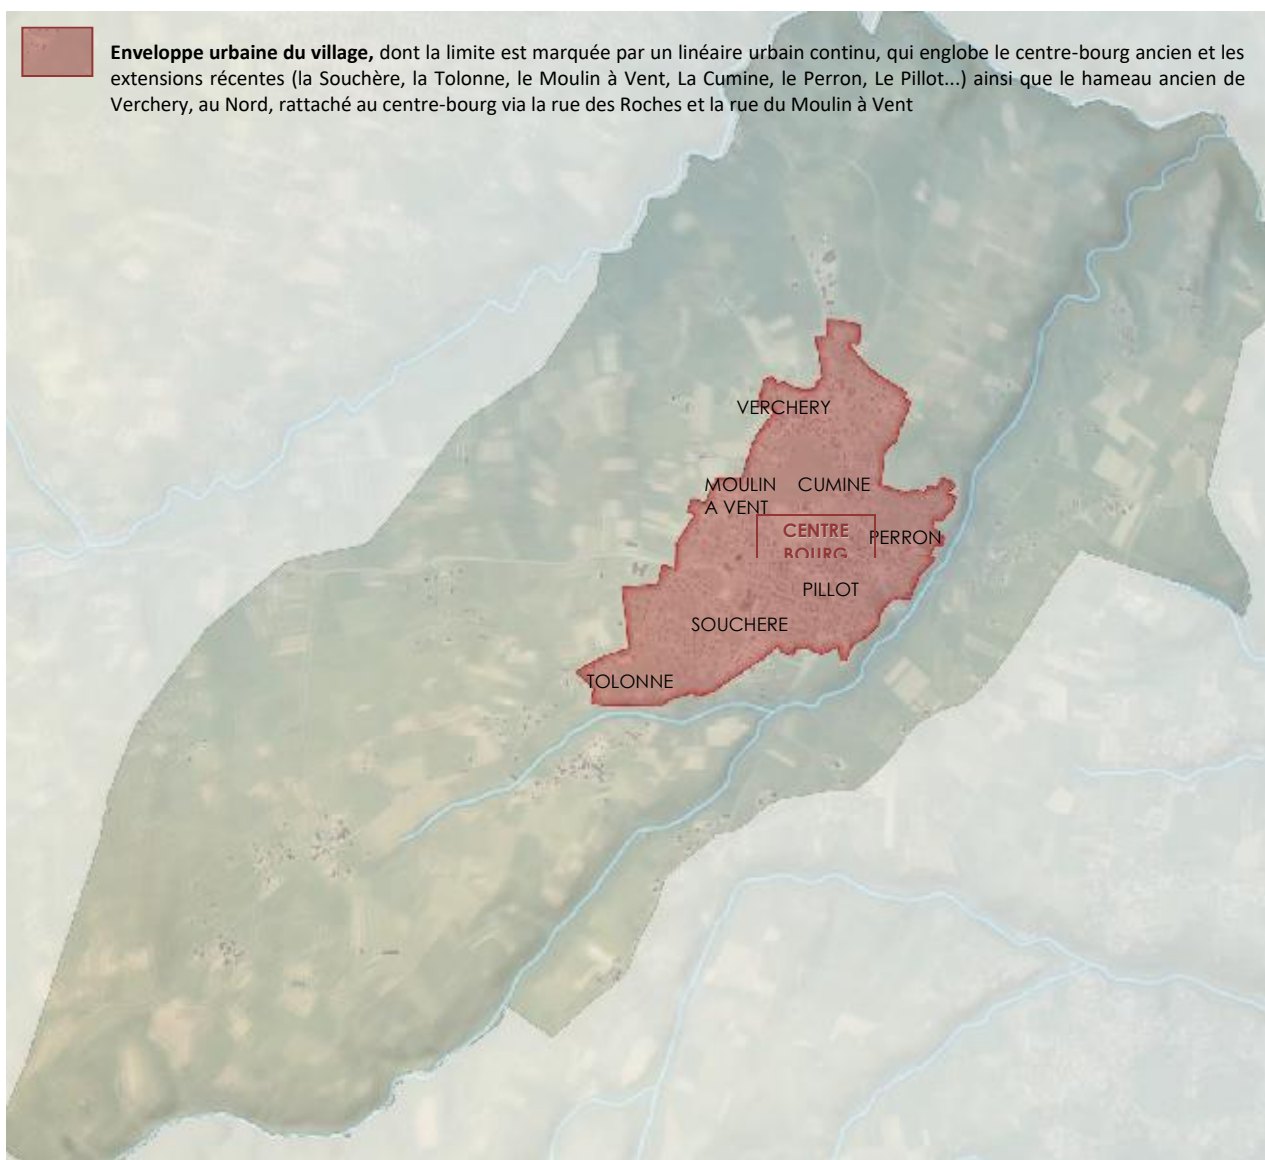 Enveloppe urbaine du village, dont la limite est marquée par un linéaire urbain continu, qui englobe le centre-bourg ancien et les
extensions récentes (la Souchère, la Tolonne, le Moulin à Vent, La Cumine, le Perron, Le Pillot...) ainsi que le hameau ancien de
Verchery, au Nord, rattaché au centre-bourg via la rue des Roches et la rue du Moulin à Vent
VERCHERY
MOULIN
A VENT
CUMINE
CENTRE
BOURG
PERRON
PILLOT
SOUCHERE
TOLONNE